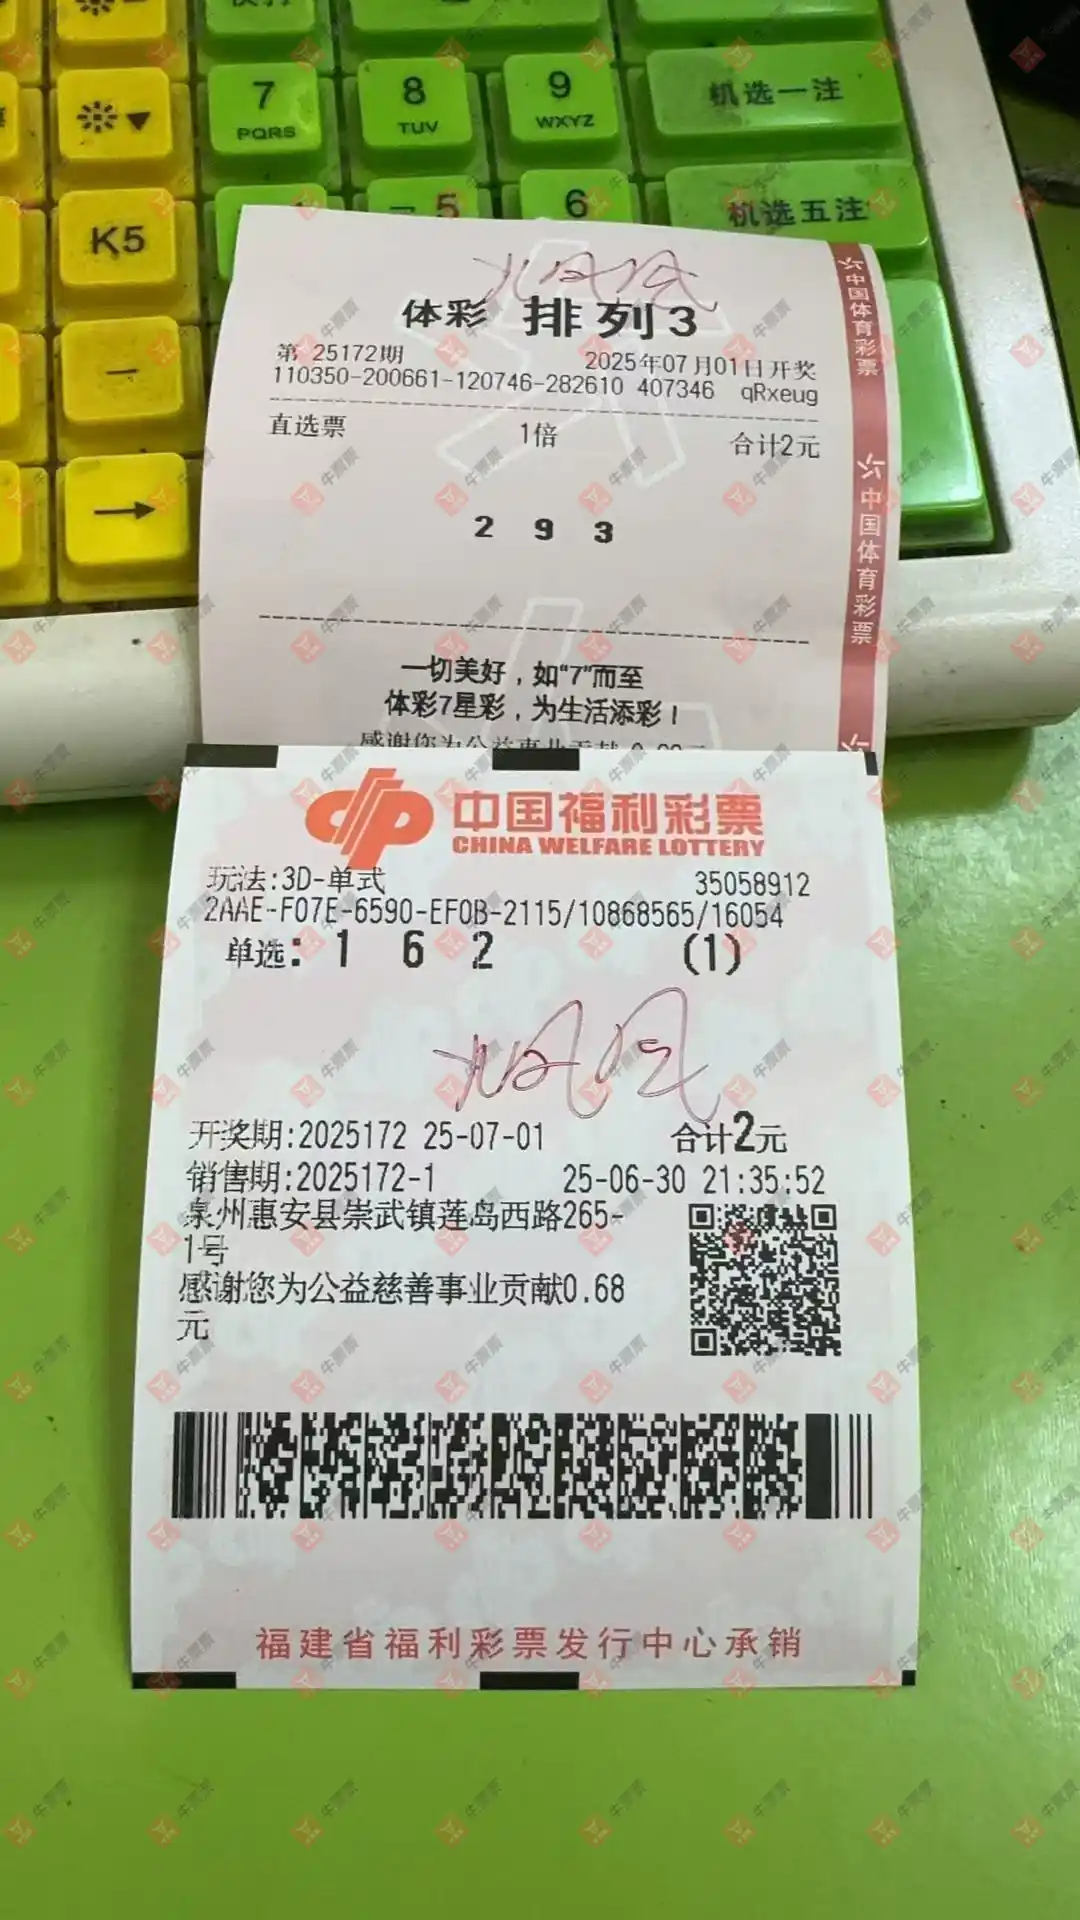 7
PQRS
8
TUV
9
WXYZ
机选一注
K5
5
6
机选五注
体彩 排列3
第 25172期 2025年07月01日开奖
110350-200661-120746-282610 407346 qRxeug
直选票 1倍 合计2元
2 9 3
一切美好，如“7”而至
体彩7星彩，为生活添彩！
中国体育彩票
中国体育彩票
中国福利彩票
CHINA WELFARE LOTTERY
玩法:3D-单式 35058912
2AAE-F07E-6590-EF0B-2115/10868565/16054
单选: 1 6 2 (1)
开奖期:2025172 25-07-01 合计2元
销售期:2025172-1 25-06-30 21:35:52
泉州惠安县崇武镇莲岛西路265-
1号
感谢您为公益慈善事业贡献0.68
元
福建省福利彩票发行中心承销
牛票票